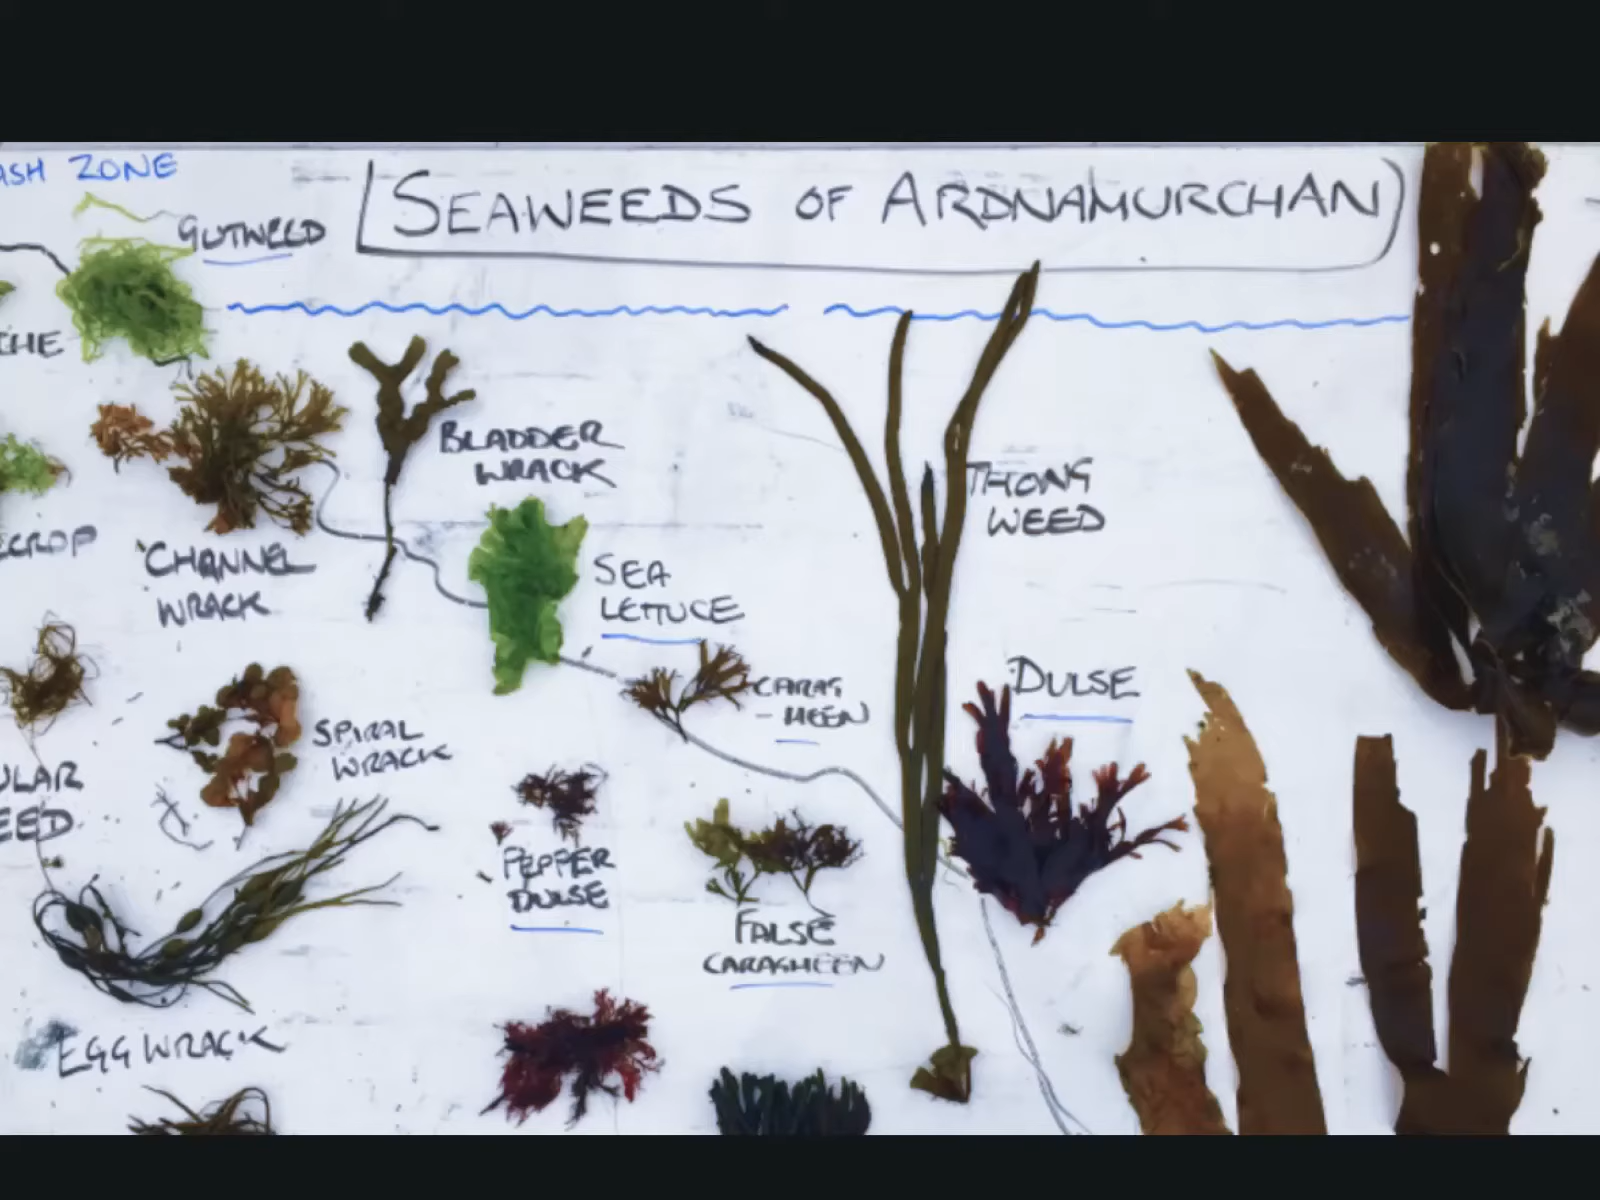 ASH ZONE
SEAWEEDS OF ARDNAMURCHAN
GUTWEED
CHE
BLADDER
WRACK
THONG
WEED
CROP
CHANNEL
WRACK
SEA
LETTUCE
DULSE
CARAG
- HEEN
SPIRAL
WRACK
ULAR
EED
PEPPER
DULSE
FALSE
CARAGHEEN
EGG WRACK